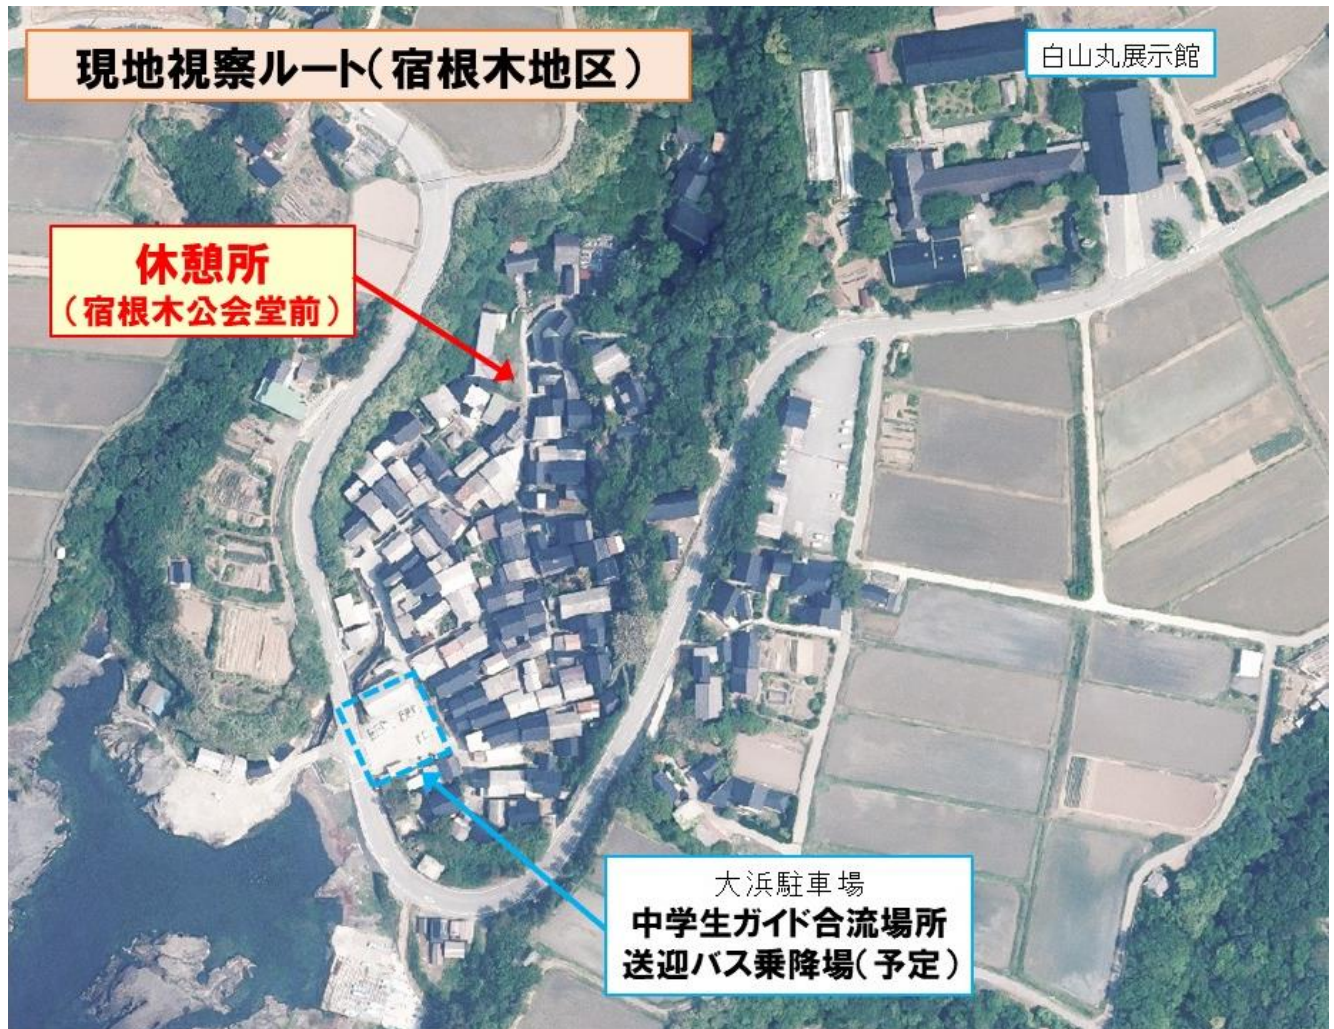 現地視察ルート(宿根木地区)
白山丸展示館
休憩所
(宿根木公会堂前)
大浜駐車場
中学生ガイド合流場所
送迎バス乗降場(予定)